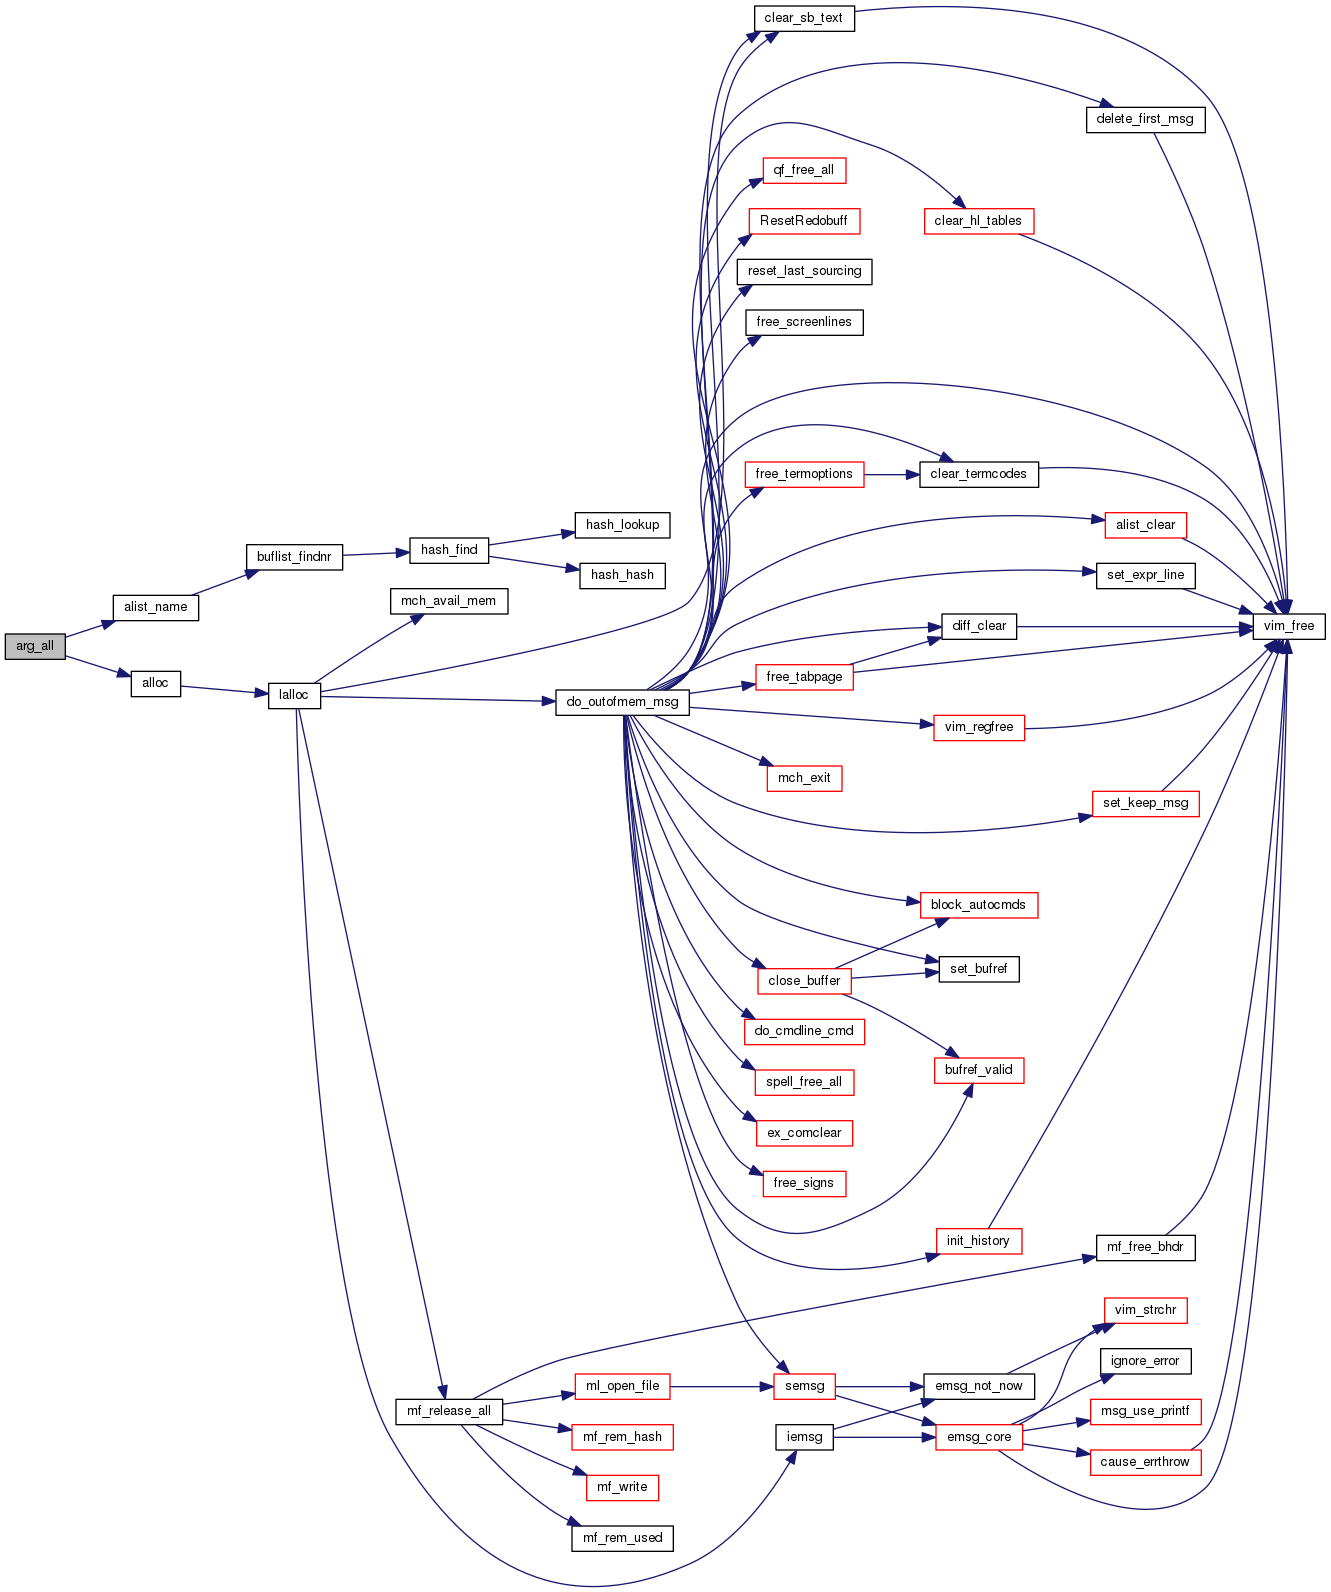 clear_sb_text
delete_first_msg
qf_free_all
ResetRedobuff
clear_hl_tables
reset_last_sourcing
free_screenlines
free_termoptions
clear_termcodes
hash_lookup
alist_clear
buflist_findnr
hash_find
hash_hash
set_expr_line
mch_avail_mem
alist_name
diff_clear
vim_free
arg_all
alloc
free_tabpage
lalloc
do_outofmem_msg
vim_regfree
mch_exit
set_keep_msg
block_autocmds
close_buffer
set_bufref
do_cmdline_cmd
bufref_valid
spell_free_all
ex_comclear
free_signs
init_history
mf_free_bhdr
vim_strchr
ignore_error
ml_open_file
semsg
emsg_not_now
mf_release_all
msg_use_printf
mf_rem_hash
iemsg
emsg_core
cause_errthrow
mf_write
mf_rem_used